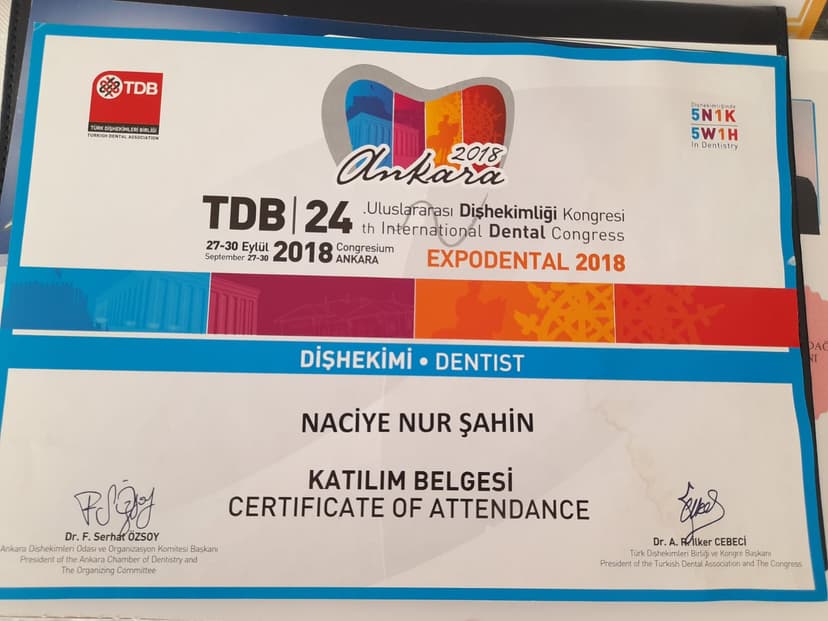 TDB
TÜRK DİŞHEKİMLERİ BİRLİĞİ
TURKISH DENTAL ASSOCIATION
Ankara 2018
Dişhekimliğinde
5N1K
5W1H
In Dentistry
TDB | 24 .Uluslararası Dişhekimliği Kongresi
th International Dental Congress
27-30 Eylül
September 27-30
2018
Congresium
ANKARA
EXPODENTAL 2018
DİŞHEKİMİ • DENTIST
NACİYE NUR ŞAHİN
KATILIM BELGESİ
CERTIFICATE OF ATTENDANCE
Dr. F. Serhat ÖZSOY
Ankara Dişhekimleri Odası ve Organizasyon Komitesi Başkanı
President of the Ankara Chamber of Dentistry and
The Organizing Committee
Dr. A. R. İlker CEBECİ
Türk Dişhekimleri Birliği ve Kongre Başkanı
President of the Turkish Dental Association and The Congress